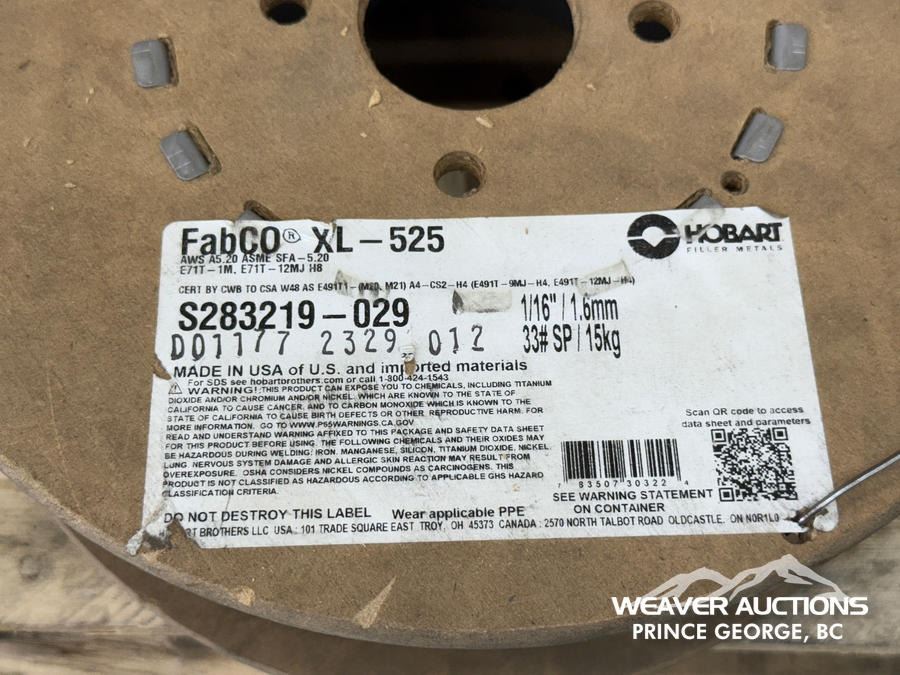 FabCO® XL-525
HOBART
FILLER METALS
AWS A5.20 ASME SFA-5.20
E71T-1M, E71T-12MJ H8
CERT BY CWB TO CSA W48 AS E491T1-(M20, M21) A4-CS2-H4 (E491T-9MJ-H4, E491T-12MJ-H4)
S283219-029
1/16" / 1.6mm
D01177 2329 012
33# SP / 15kg
MADE IN USA of U.S. and imported materials
For SDS see hobartbrothers.com or call 1-800-424-1543
WARNING! THIS PRODUCT CAN EXPOSE YOU TO CHEMICALS, INCLUDING TITANIUM
DIOXIDE AND/OR CHROMIUM AND/OR NICKEL, WHICH ARE KNOWN TO THE STATE OF
CALIFORNIA TO CAUSE CANCER, AND TO CARBON MONOXIDE WHICH IS KNOWN TO THE
STATE OF CALIFORNIA TO CAUSE BIRTH DEFECTS OR OTHER REPRODUCTIVE HARM. FOR
MORE INFORMATION, GO TO WWW.P65WARNINGS.CA.GOV
READ AND UNDERSTAND WARNING AFFIXED TO THIS PACKAGE AND SAFETY DATA SHEET
FOR THIS PRODUCT BEFORE USING. THE FOLLOWING CHEMICALS AND THEIR OXIDES MAY
BE HAZARDOUS DURING WELDING: IRON, MANGANESE, SILICON, TITANIUM DIOXIDE, NICKEL.
LUNG, NERVOUS SYSTEM DAMAGE AND ALLERGIC SKIN REACTION MAY RESULT FROM
OVEREXPOSURE. OSHA CONSIDERS NICKEL COMPOUNDS AS CARCINOGENS. THIS
PRODUCT IS NOT CLASSIFIED AS HAZARDOUS ACCORDING TO APPLICABLE GHS HAZARD
CLASSIFICATION CRITERIA.
Scan QR code to access
data sheet and parameters
7 83507 30322 4
SEE WARNING STATEMENT
ON CONTAINER
DO NOT DESTROY THIS LABEL Wear applicable PPE
RT BROTHERS LLC USA : 101 TRADE SQUARE EAST TROY, OH 45373 CANADA : 2570 NORTH TALBOT ROAD OLDCASTLE, ON N0R1L0
WEAVER AUCTIONS
PRINCE GEORGE, BC